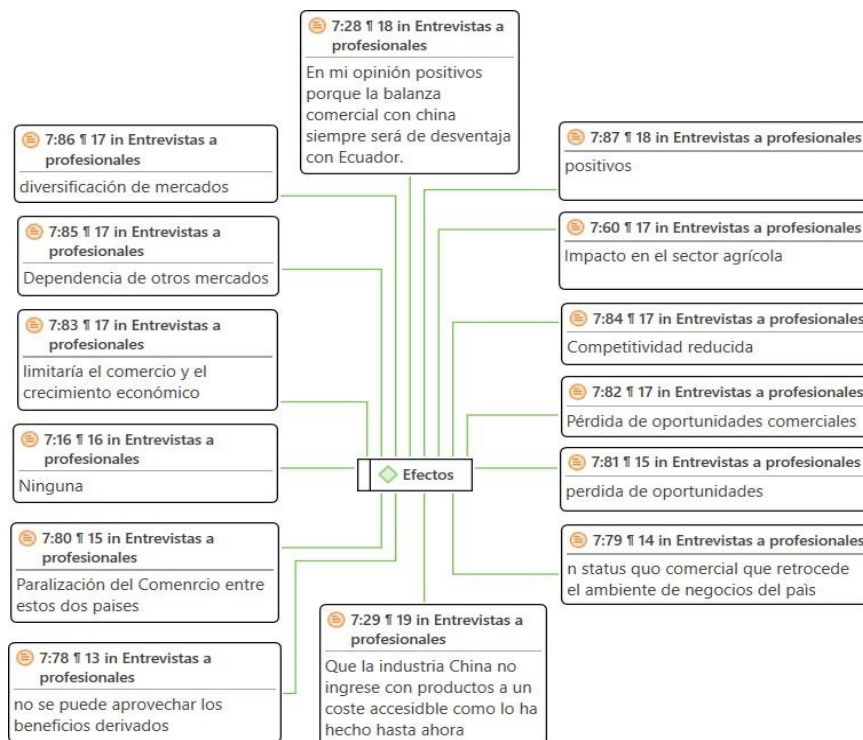 7:28 ¶ 18 in Entrevistas a
profesionales
En mi opinión positivos
porque la balanza
comercial con china
siempre será de desventaja
con Ecuador.
7:86 ¶ 17 in Entrevistas a
profesionales
diversificación de mercados
7:85 ¶ 17 in Entrevistas a
profesionales
Dependencia de otros mercados
7:83 ¶ 17 in Entrevistas a
profesionales
limitaría el comercio y el
crecimiento económico
7:16 ¶ 16 in Entrevistas a
profesionales
Ninguna
7:80 ¶ 15 in Entrevistas a
profesionales
Paralización del Comenrcio entre
estos dos paises
7:78 ¶ 13 in Entrevistas a
profesionales
no se puede aprovechar los
beneficios derivados
Efectos
7:29 ¶ 19 in Entrevistas a
profesionales
Que la industria China no
ingrese con productos a un
coste accesidble como lo ha
hecho hasta ahora
7:87 ¶ 18 in Entrevistas a profesionales
positivos
7:60 ¶ 17 in Entrevistas a profesionales
Impacto en el sector agrícola
7:84 ¶ 17 in Entrevistas a profesionales
Competitividad reducida
7:82 ¶ 17 in Entrevistas a profesionales
Pérdida de oportunidades comerciales
7:81 ¶ 15 in Entrevistas a profesionales
perdida de oportunidades
7:79 ¶ 14 in Entrevistas a profesionales
n status quo comercial que retrocede
el ambiente de negocios del paìs